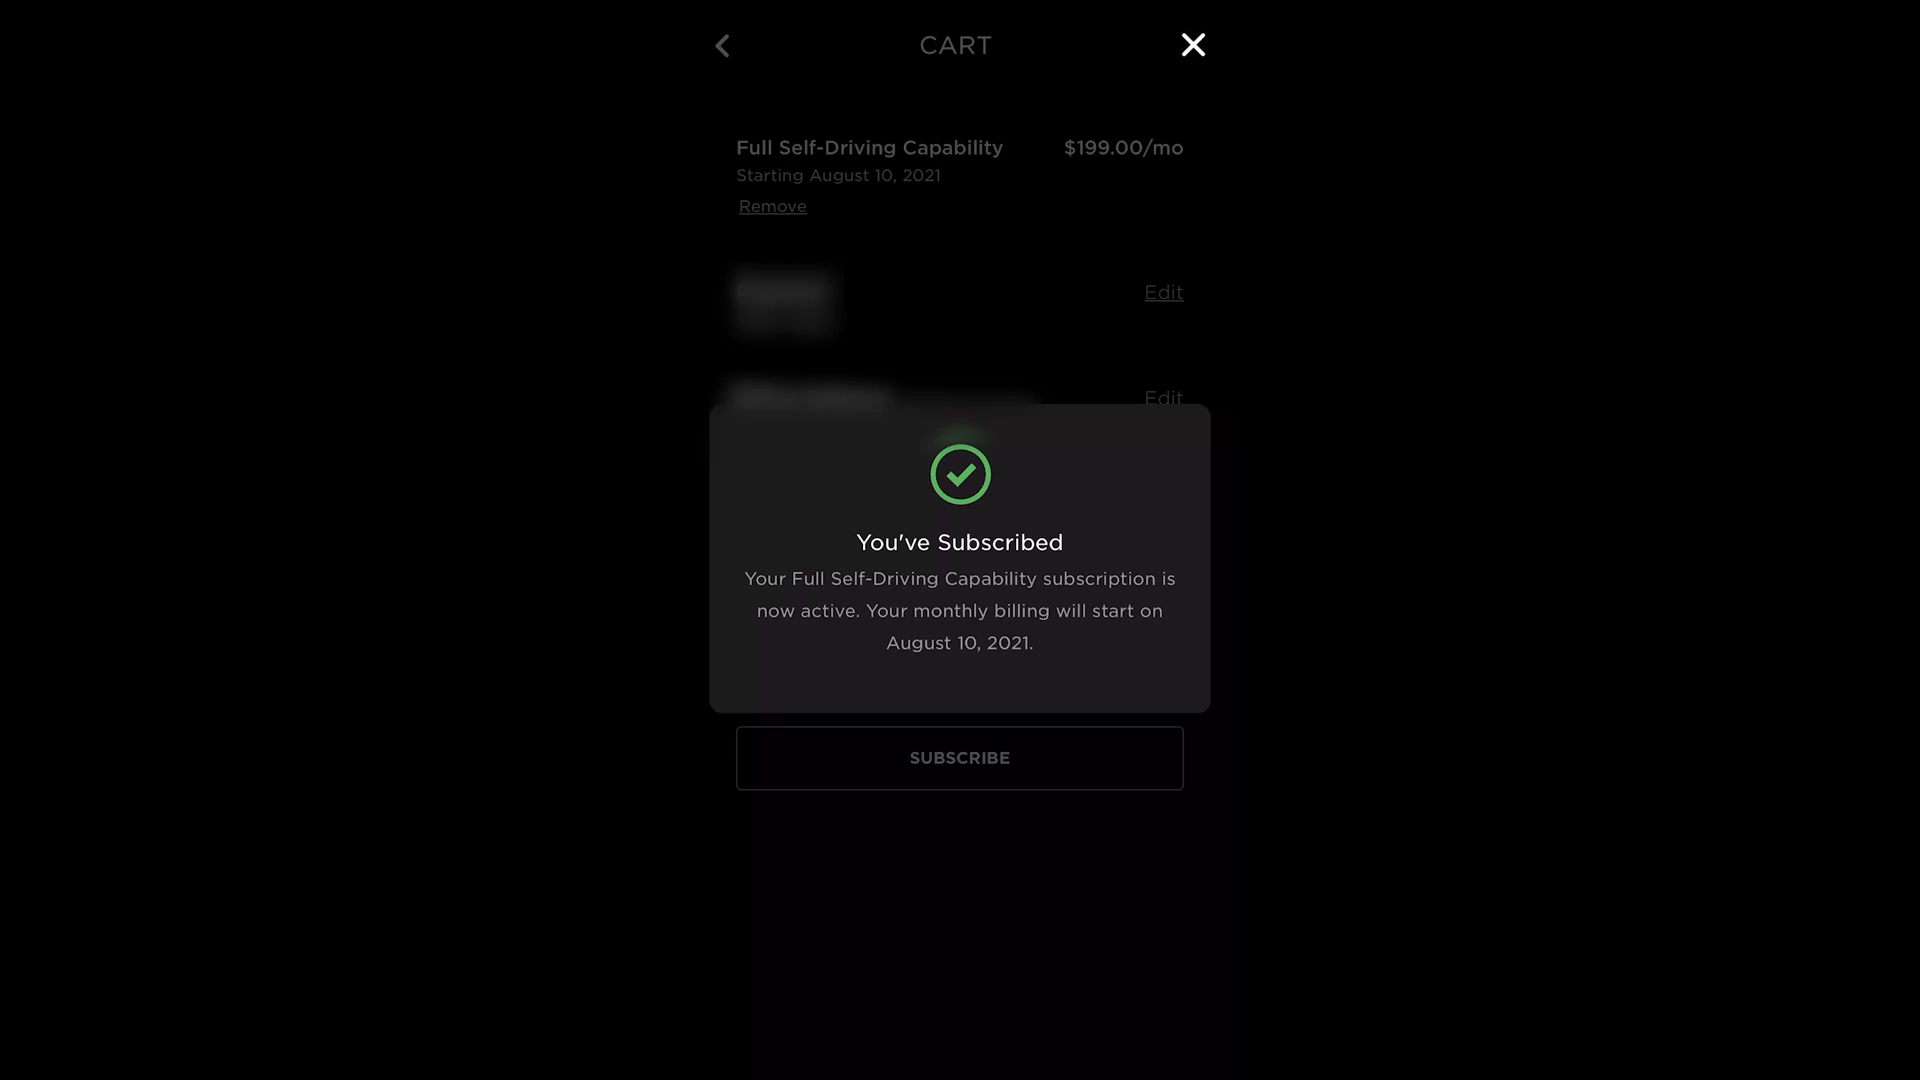 CART
Full Self-Driving Capability $199.00/mo
Starting August 10, 2021
Remove
Edit
Edit
You've Subscribed
Your Full Self-Driving Capability subscription is
now active. Your monthly billing will start on
August 10, 2021.
SUBSCRIBE